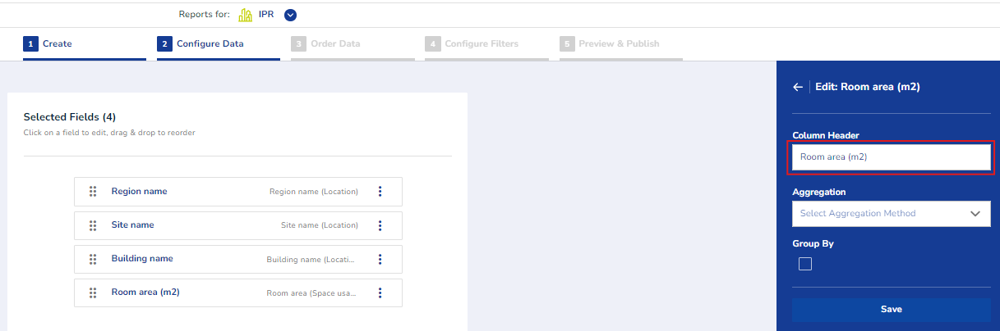 Reports for: IPR
1 Create 2 Configure Data 3 Order Data 4 Configure Filters 5 Preview & Publish
Selected Fields (4)
Click on a field to edit, drag & drop to reorder
Region name Region name (Location)
Site name Site name (Location)
Building name Building name (Locati...
Room area (m2) Room area (Space usa...
Edit: Room area (m2)
Column Header
Room area (m2)
Aggregation
Select Aggregation Method
Group By
Save